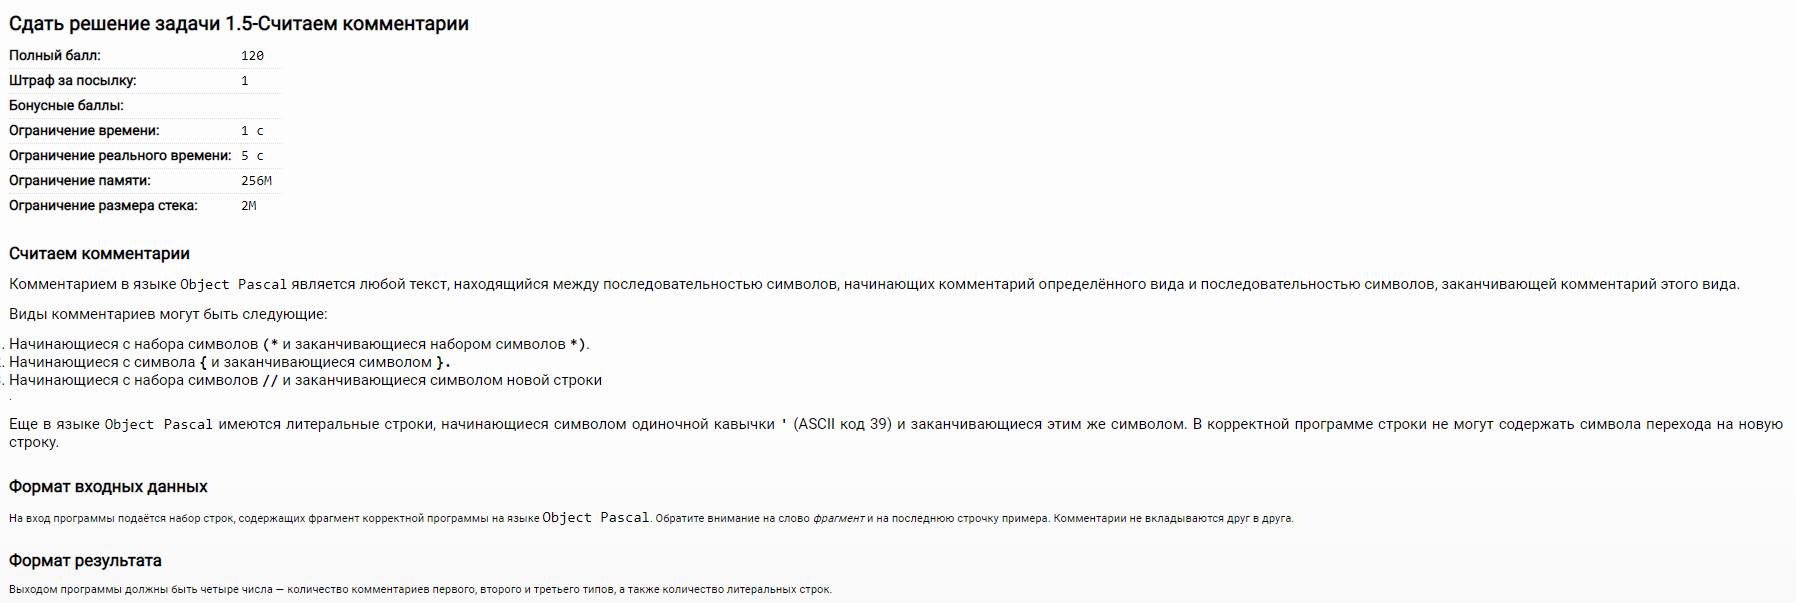 Сдать решение задачи 1.5-Считаем комментарии
Полный балл: 120
Штраф за посылку: 1
Бонусные баллы:
Ограничение времени: 1 с
Ограничение реального времени: 5 с
Ограничение памяти: 256M
Ограничение размера стека: 2M
Считаем комментарии
Комментарием в языке Object Pascal является любой текст, находящийся между последовательностью символов, начинающих комментарий определённого вида и последовательностью символов, заканчивающей комментарий этого вида.
Виды комментариев могут быть следующие:
. Начинающиеся с набора символов (* и заканчивающиеся набором символов *).
. Начинающиеся с символа { и заканчивающиеся символом }.
. Начинающиеся с набора символов // и заканчивающиеся символом новой строки
.
Еще в языке Object Pascal имеются литеральные строки, начинающиеся символом одиночной кавычки ' (ASCII код 39) и заканчивающиеся этим же символом. В корректной программе строки не могут содержать символа перехода на новую
строку.
Формат входных данных
На вход программы подаётся набор строк, содержащих фрагмент корректной программы на языке Object Pascal. Обратите внимание на слово фрагмент и на последнюю строчку примера. Комментарии не вкладываются друг в друга.
Формат результата
Выходом программы должны быть четыре числа — количество комментариев первого, второго и третьего типов, а также количество литеральных строк.